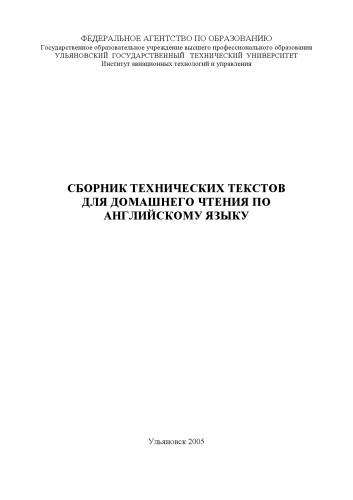 ФЕДЕРАЛЬНОЕ АГЕНТСТВО ПО ОБРАЗОВАНИЮ
Государственное образовательное учреждение высшего профессионального образования
УЛЬЯНОВСКИЙ ГОСУДАРСТВЕННЫЙ ТЕХНИЧЕСКИЙ УНИВЕРСИТЕТ
Институт авиационных технологий и управления
СБОРНИК ТЕХНИЧЕСКИХ ТЕКСТОВ
ДЛЯ ДОМАШНЕГО ЧТЕНИЯ ПО
АНГЛИЙСКОМУ ЯЗЫКУ
Ульяновск 2005